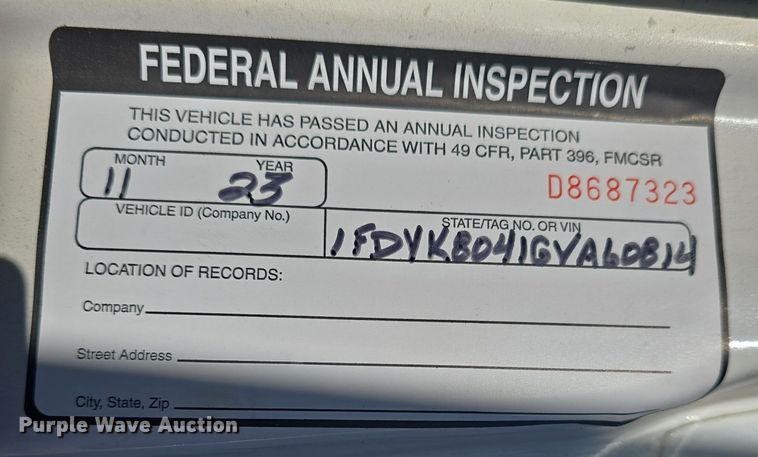 FEDERAL ANNUAL INSPECTION
THIS VEHICLE HAS PASSED AN ANNUAL INSPECTION
CONDUCTED IN ACCORDANCE WITH 49 CFR, PART 396, FMCSR
MONTH YEAR
11 23
D8687323
VEHICLE ID (Company No.) STATE/TAG NO. OR VIN
1FDYK8041GVA60814
LOCATION OF RECORDS:
Company
Street Address
City, State, Zip
Purple Wave Auction